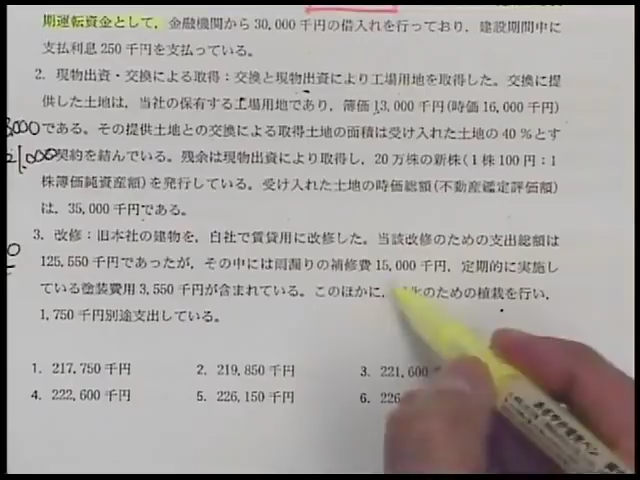 期運転資金として，金融機関から30,000千円の借入れを行っており，建設期間中に
支払利息250千円を支払っている。
2. 現物出資・交換による取得：交換と現物出資により工場用地を取得した。交換に提
供した土地は，当社の保有する工場用地であり，簿価13,000千円(時価16,000千円)
である。その提供土地との交換による取得土地の面積は受け入れた土地の40％とす
契約を結んでいる。残余は現物出資により取得し，20万株の新株(1株100円：1
株簿価純資産額)を発行している。受け入れた土地の時価総額(不動産鑑定評価額)
は，35,000千円である。
3. 改修：旧本社の建物を，自社で賃貸用に改修した。当該改修のための支出総額は
125,550千円であったが，その中には雨漏りの補修費15,000千円，定期的に実施し
ている塗装費用3,550千円が含まれている。このほかに，のための植栽を行い，
1,750千円別途支出している。
1. 217,750千円 2. 219,850千円 3. 221,600
4. 222,600千円 5. 226,150千円 6. 226